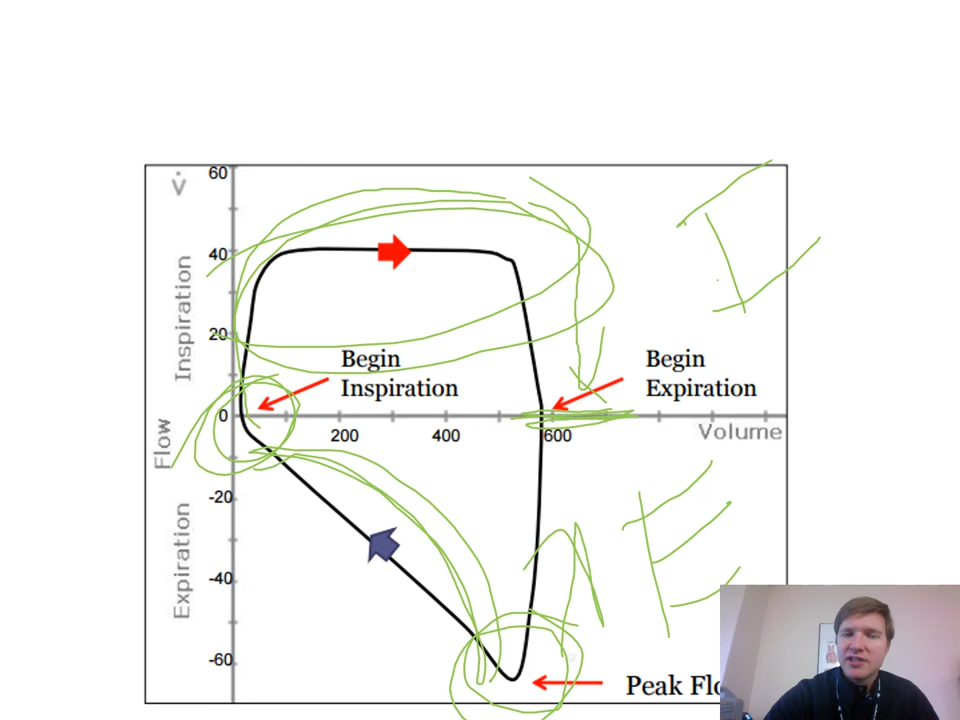 V̇
60
40
20
0
-20
-40
-60
Inspiration
Flow
Expiration
200
400
600
Volume
Begin
Inspiration
Begin
Expiration
Peak Flo
I
E